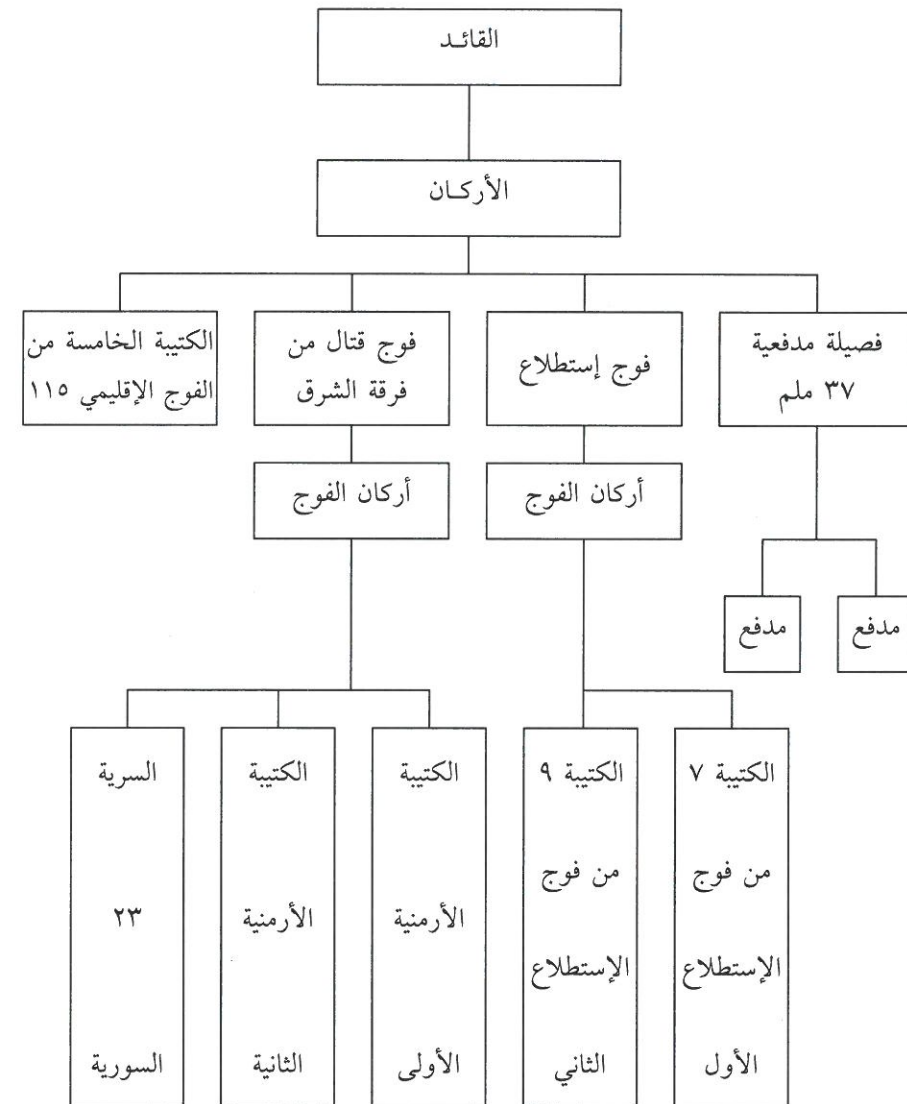 القائـد
الأركـان
فصيلة مدفعية
٣٧ ملم
فوج إستطلاع
فوج قتال من
فرقة الشرق
الكتيبة الخامسة من
الفوج الإقليمي ١١٥
أركان الفوج
أركان الفوج
مدفع
مدفع
الكتيبة ٧
من فوج
الإستطلاع
الأول
الكتيبة ٩
من فوج
الإستطلاع
الثاني
الكتيبة
الأرمنية
الأولى
الكتيبة
الأرمنية
الثانية
السرية
٢٣
السورية